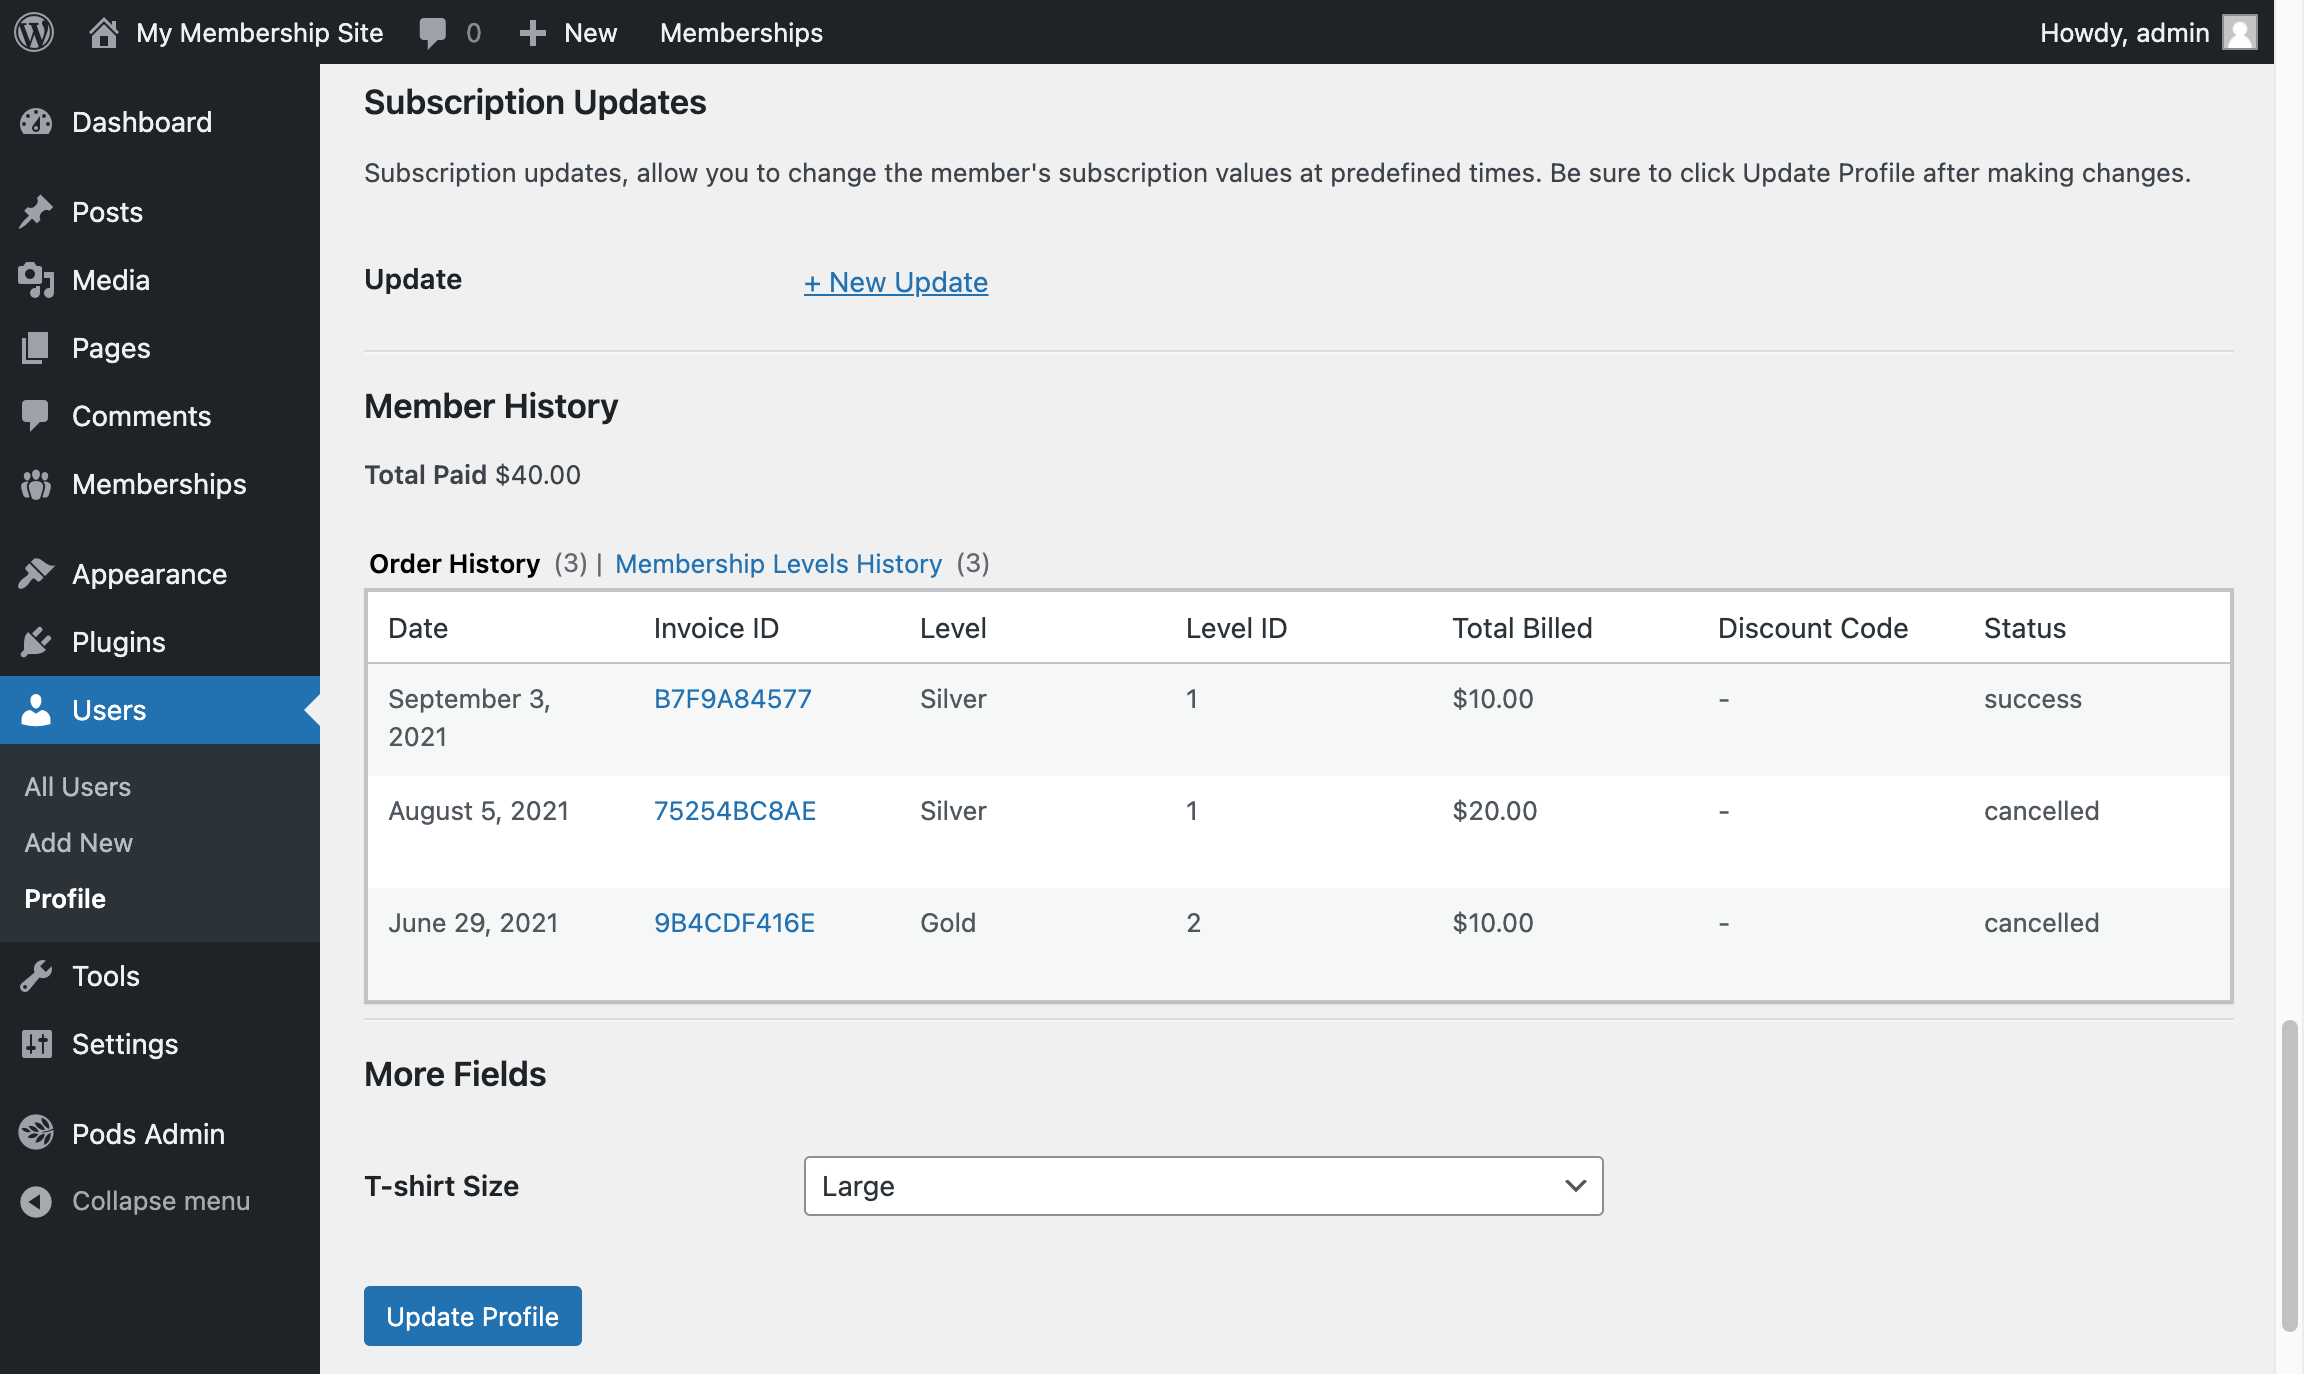 My Membership Site 0 New Memberships Howdy, admin
Dashboard
Posts
Media
Pages
Comments
Memberships
Appearance
Plugins
Users
All Users
Add New
Profile
Tools
Settings
Pods Admin
Collapse menu
Subscription Updates
Subscription updates, allow you to change the member's subscription values at predefined times. Be sure to click Update Profile after making changes.
Update + New Update
Member History
Total Paid $40.00
Order History (3) | Membership Levels History (3)
Date Invoice ID Level Level ID Total Billed Discount Code Status
September 3,
2021 B7F9A84577 Silver 1 $10.00 - success
August 5, 2021 75254BC8AE Silver 1 $20.00 - cancelled
June 29, 2021 9B4CDF416E Gold 2 $10.00 - cancelled
More Fields
T-shirt Size Large
Update Profile